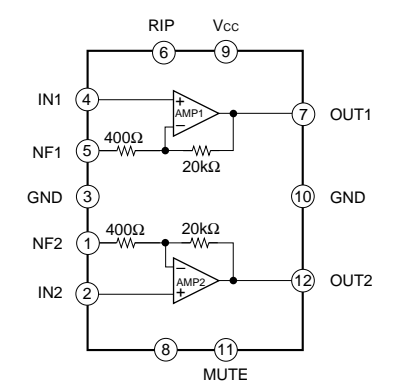 RIP VCC
6 9
IN1 4 + AMP1 − 7 OUT1
400Ω
NF1 5 20kΩ
GND 3 10 GND
NF2 1 400Ω 20kΩ
− AMP2 + 12 OUT2
IN2 2
8 11
MUTE